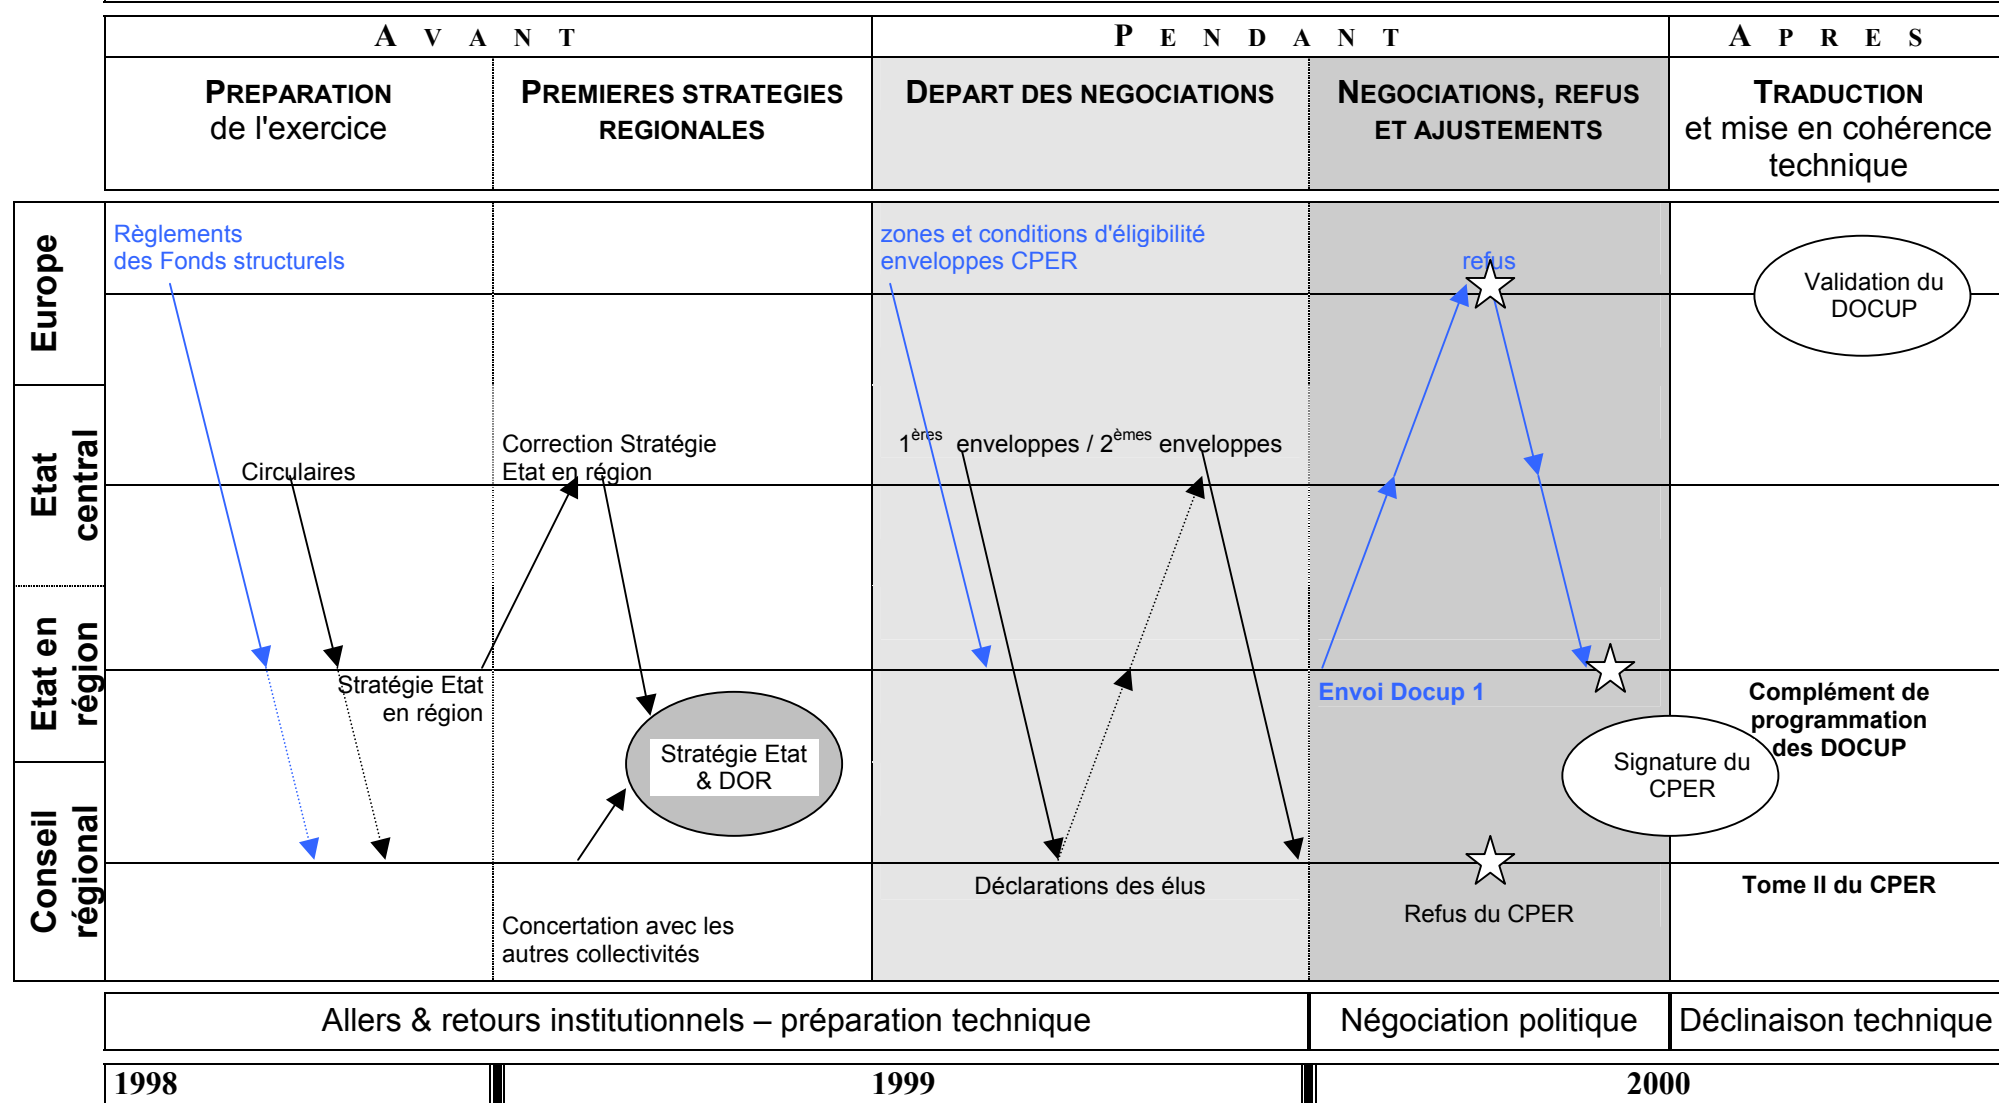 AVANT
PENDANT
APRES
PREPARATION
de l'exercice
PREMIERES STRATEGIES
REGIONALES
DEPART DES NEGOCIATIONS
NEGOCIATIONS, REFUS
ET AJUSTEMENTS
TRADUCTION
et mise en cohérence
technique
Europe
Règlements
des Fonds structurels
zones et conditions d'éligibilité
enveloppes CPER
refus
Validation du
DOCUP
Etat
central
Circulaires
Correction Stratégie
Etat en région
1ères enveloppes / 2èmes enveloppes
Etat en
région
Stratégie Etat
en région
Stratégie Etat
& DOR
Envoi Docup 1
Complément de
programmation
des DOCUP
Signature du
CPER
Conseil
régional
Concertation avec les
autres collectivités
Déclarations des élus
Refus du CPER
Tome II du CPER
Allers & retours institutionnels – préparation technique
Négociation politique
Déclinaison technique
1998
1999
2000